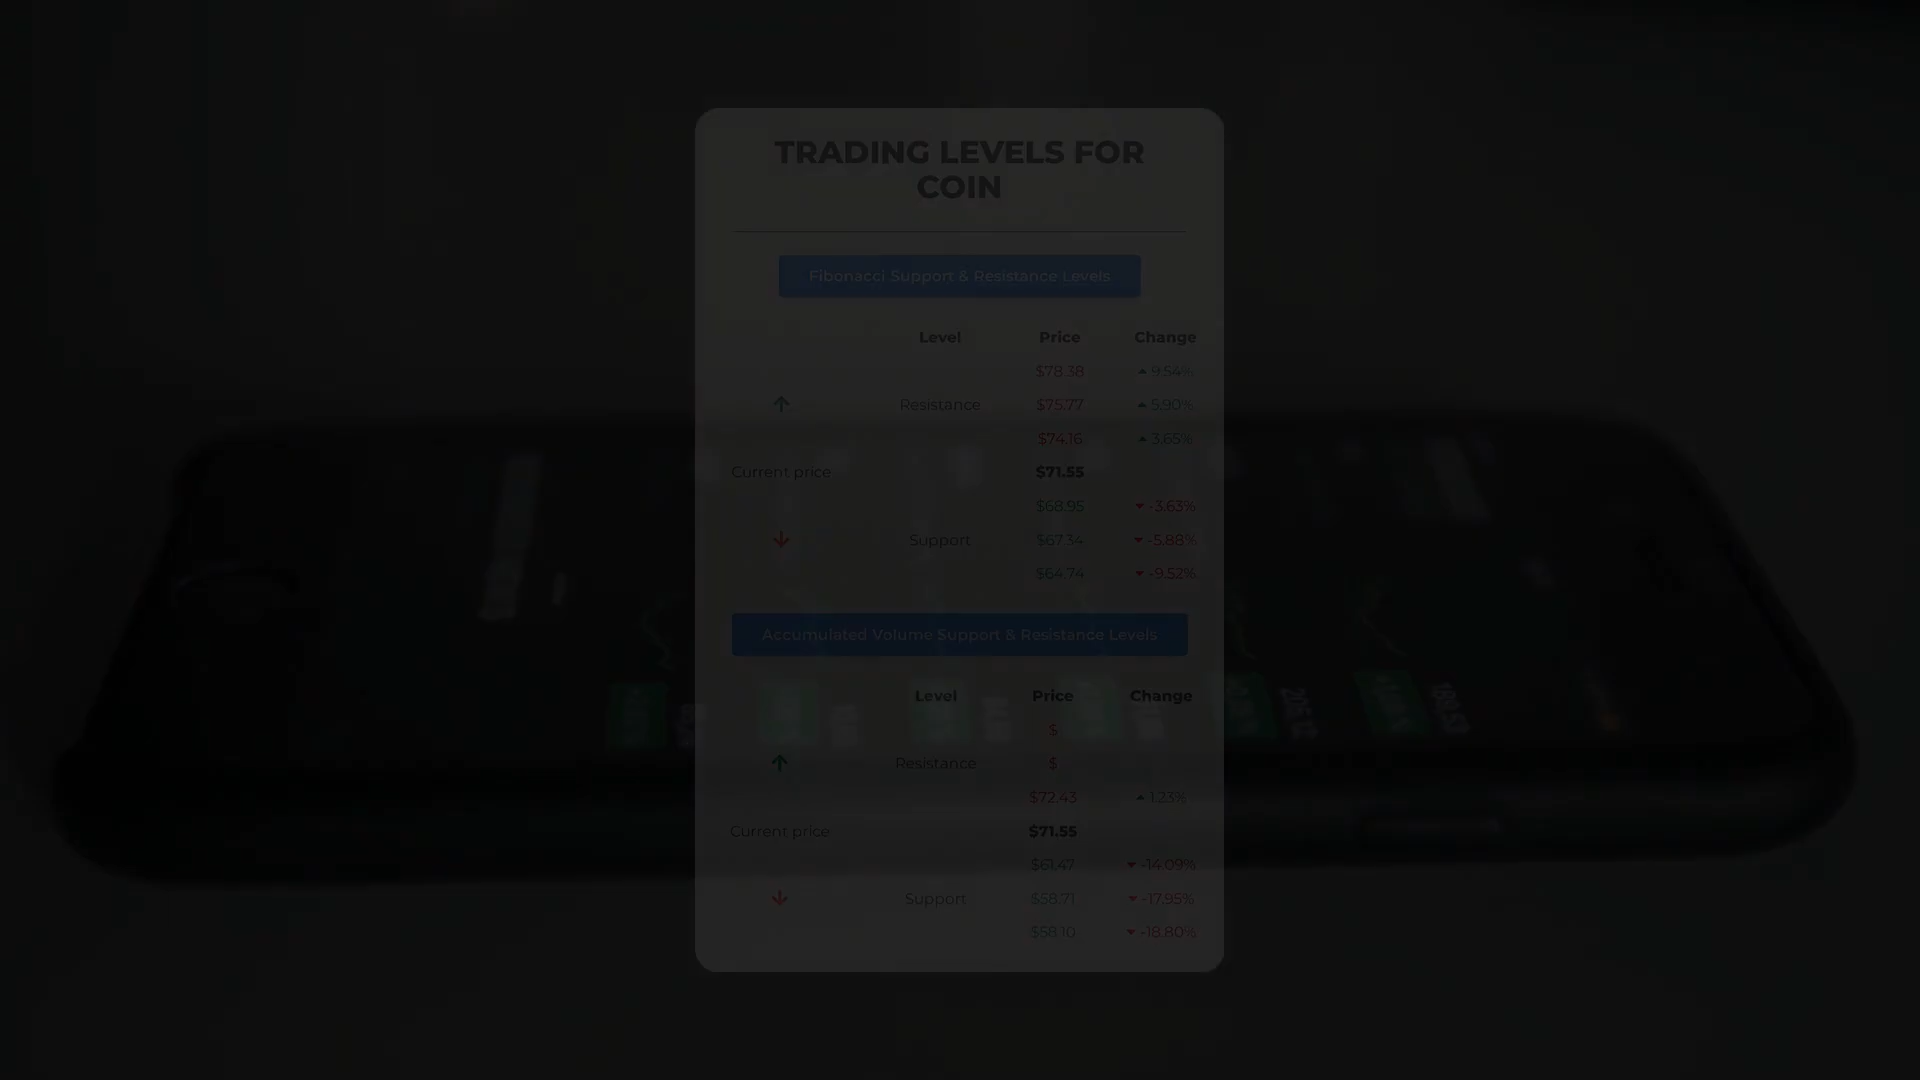 TRADING LEVELS FOR
COIN
Fibonacci Support & Resistance Levels
Level Price Change
$78.38 9.54%
Resistance $75.77 5.90%
$74.16 3.65%
Current price $71.55
$68.95 -3.63%
Support $67.34 -5.88%
$64.74 -9.52%
Accumulated Volume Support & Resistance Levels
Level Price Change
$
Resistance $
$72.43 1.23%
Current price $71.55
$61.47 -14.09%
Support $58.71 -17.95%
$58.10 -18.80%